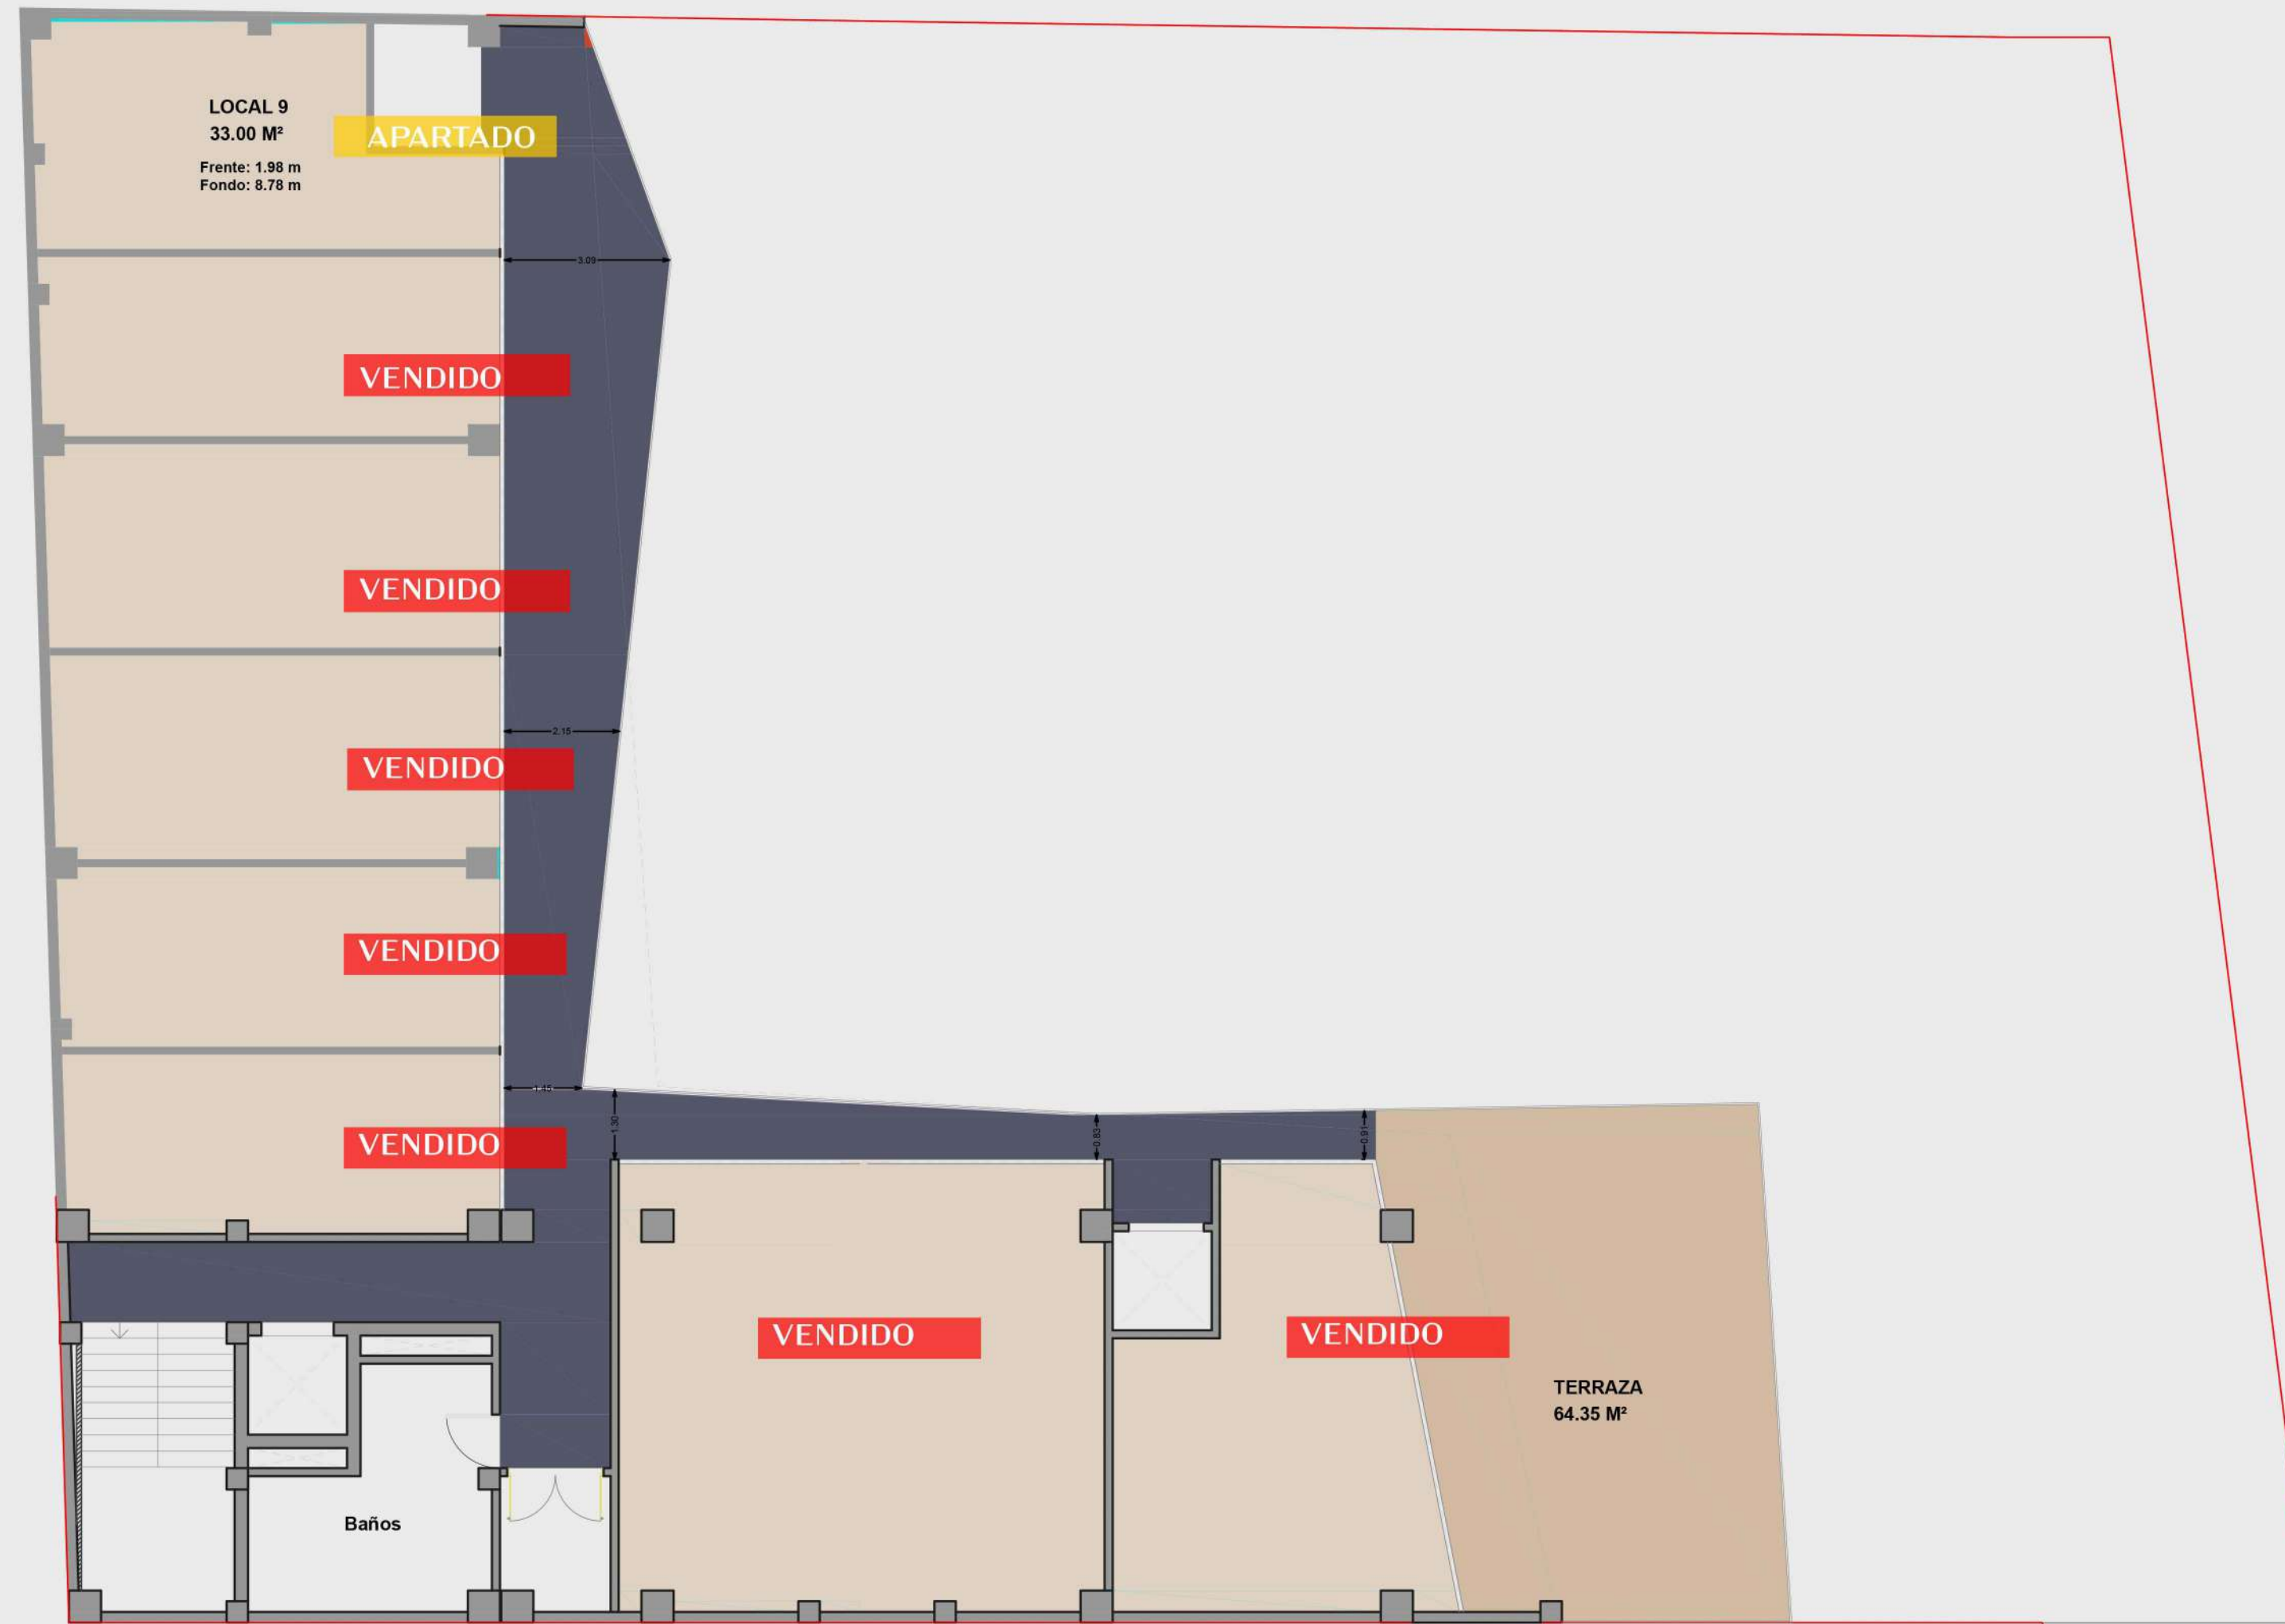 LOCAL 9
33.00 M²
APARTADO
Frente: 1.98 m
Fondo: 8.78 m
3.09
VENDIDO
VENDIDO
2.15
VENDIDO
VENDIDO
1.45
1.30
0.83
0.91
VENDIDO
VENDIDO
VENDIDO
TERRAZA
64.35 M²
Baños